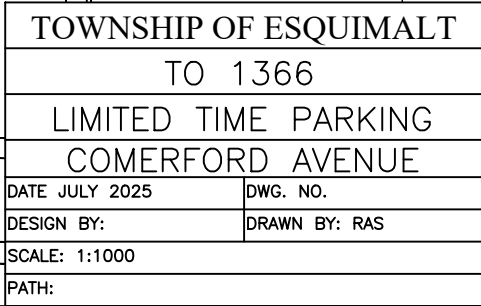 TOWNSHIP OF ESQUIMALT
TO 1366
LIMITED TIME PARKING
COMERFORD AVENUE
DATE JULY 2025 DWG. NO.
DESIGN BY: DRAWN BY: RAS
SCALE: 1:1000
PATH: